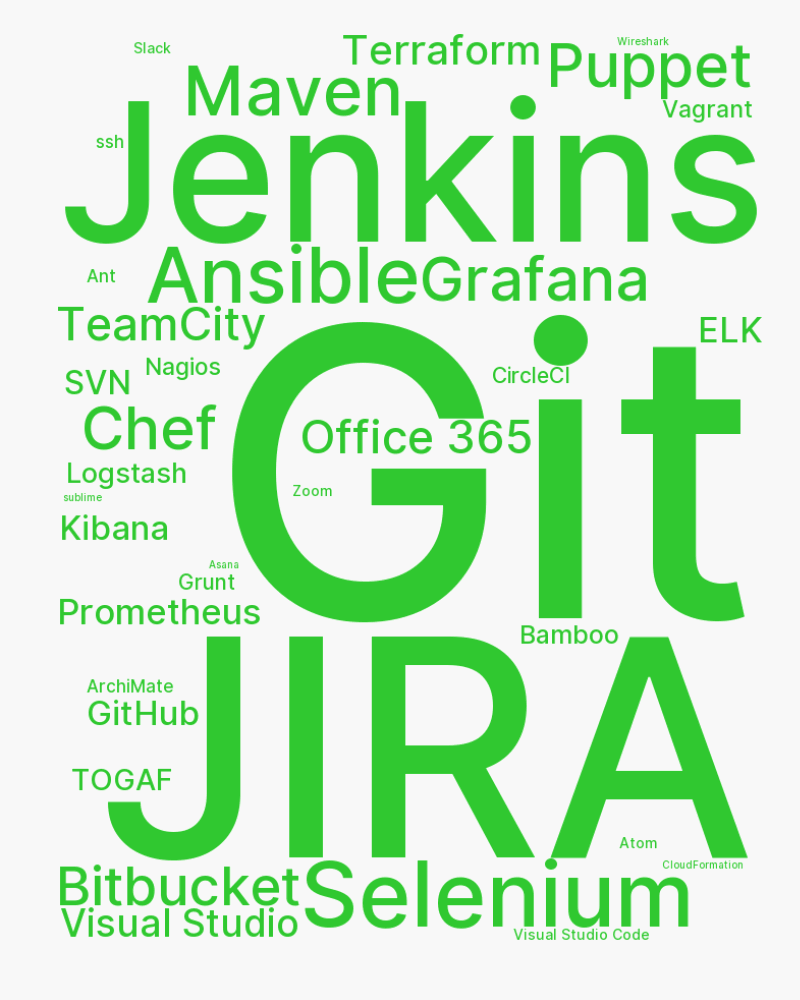 Slack
Terraform
Wireshark
Puppet
Maven
Vagrant
Jenkins
ssh
Ansible
Grafana
Ant
TeamCity
ELK
Nagios
SVN
CircleCI
Git
Chef
Office 365
Logstash
Zoom
sublime
Kibana
Asana
Grunt
Prometheus
Bamboo
JIRA
ArchiMate
GitHub
TOGAF
Atom
CloudFormation
Bitbucket
Selenium
Visual Studio
Visual Studio Code